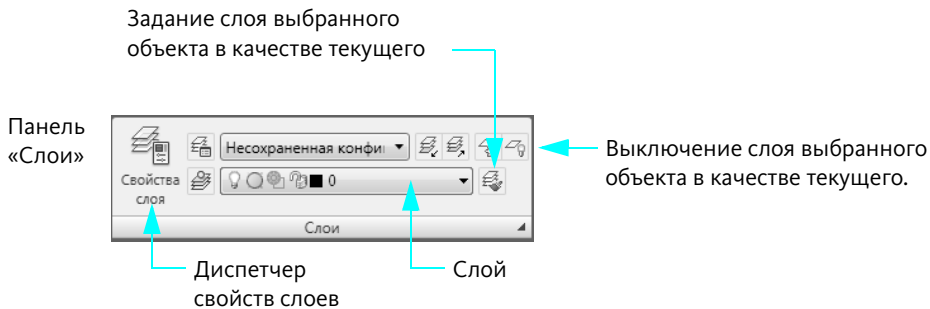 Задание слоя выбранного
объекта в качестве текущего
Панель
«Слои»
Несохраненная конфи
Свойства
слоя
0
Слои
Выключение слоя выбранного
объекта в качестве текущего.
Диспетчер
свойств слоев
Слой